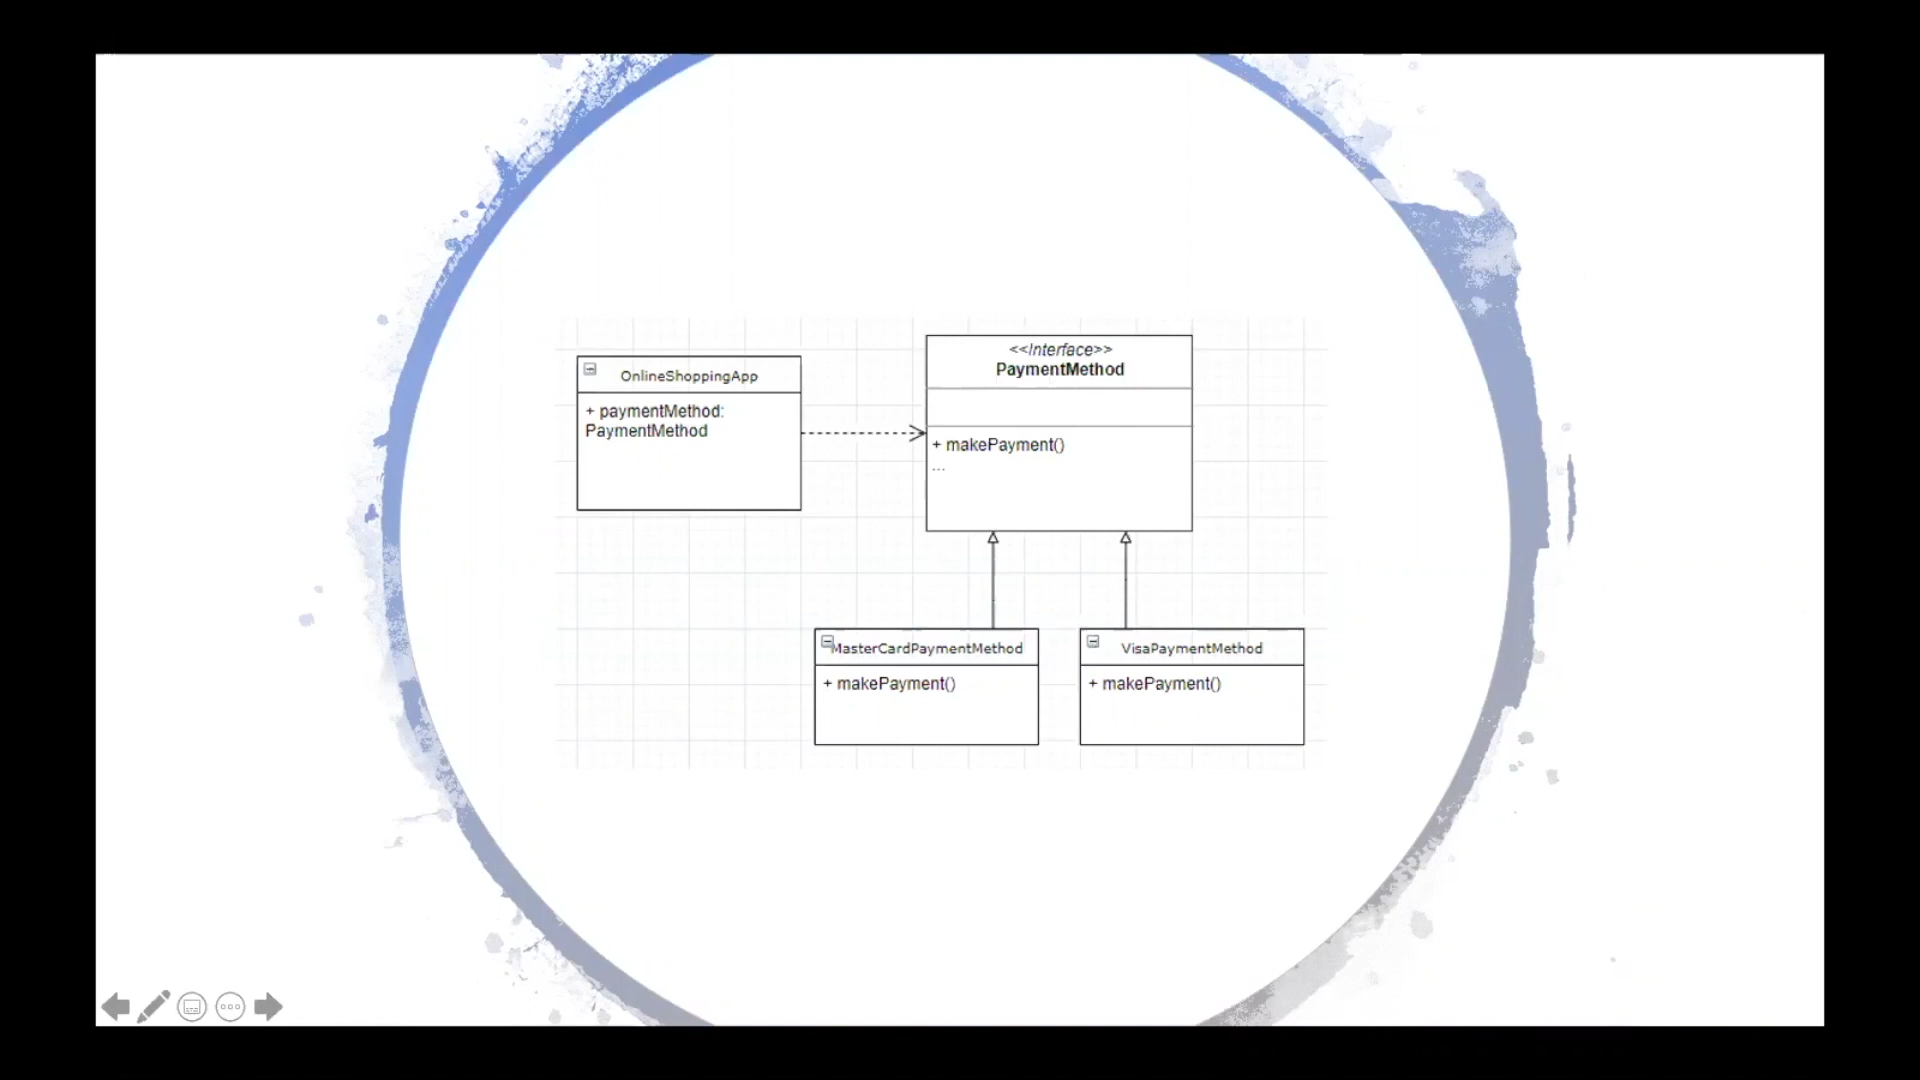 OnlineShoppingApp
+ paymentMethod:
PaymentMethod
<<Interface>>
PaymentMethod
+ makePayment()
...
MasterCardPaymentMethod
+ makePayment()
VisaPaymentMethod
+ makePayment()